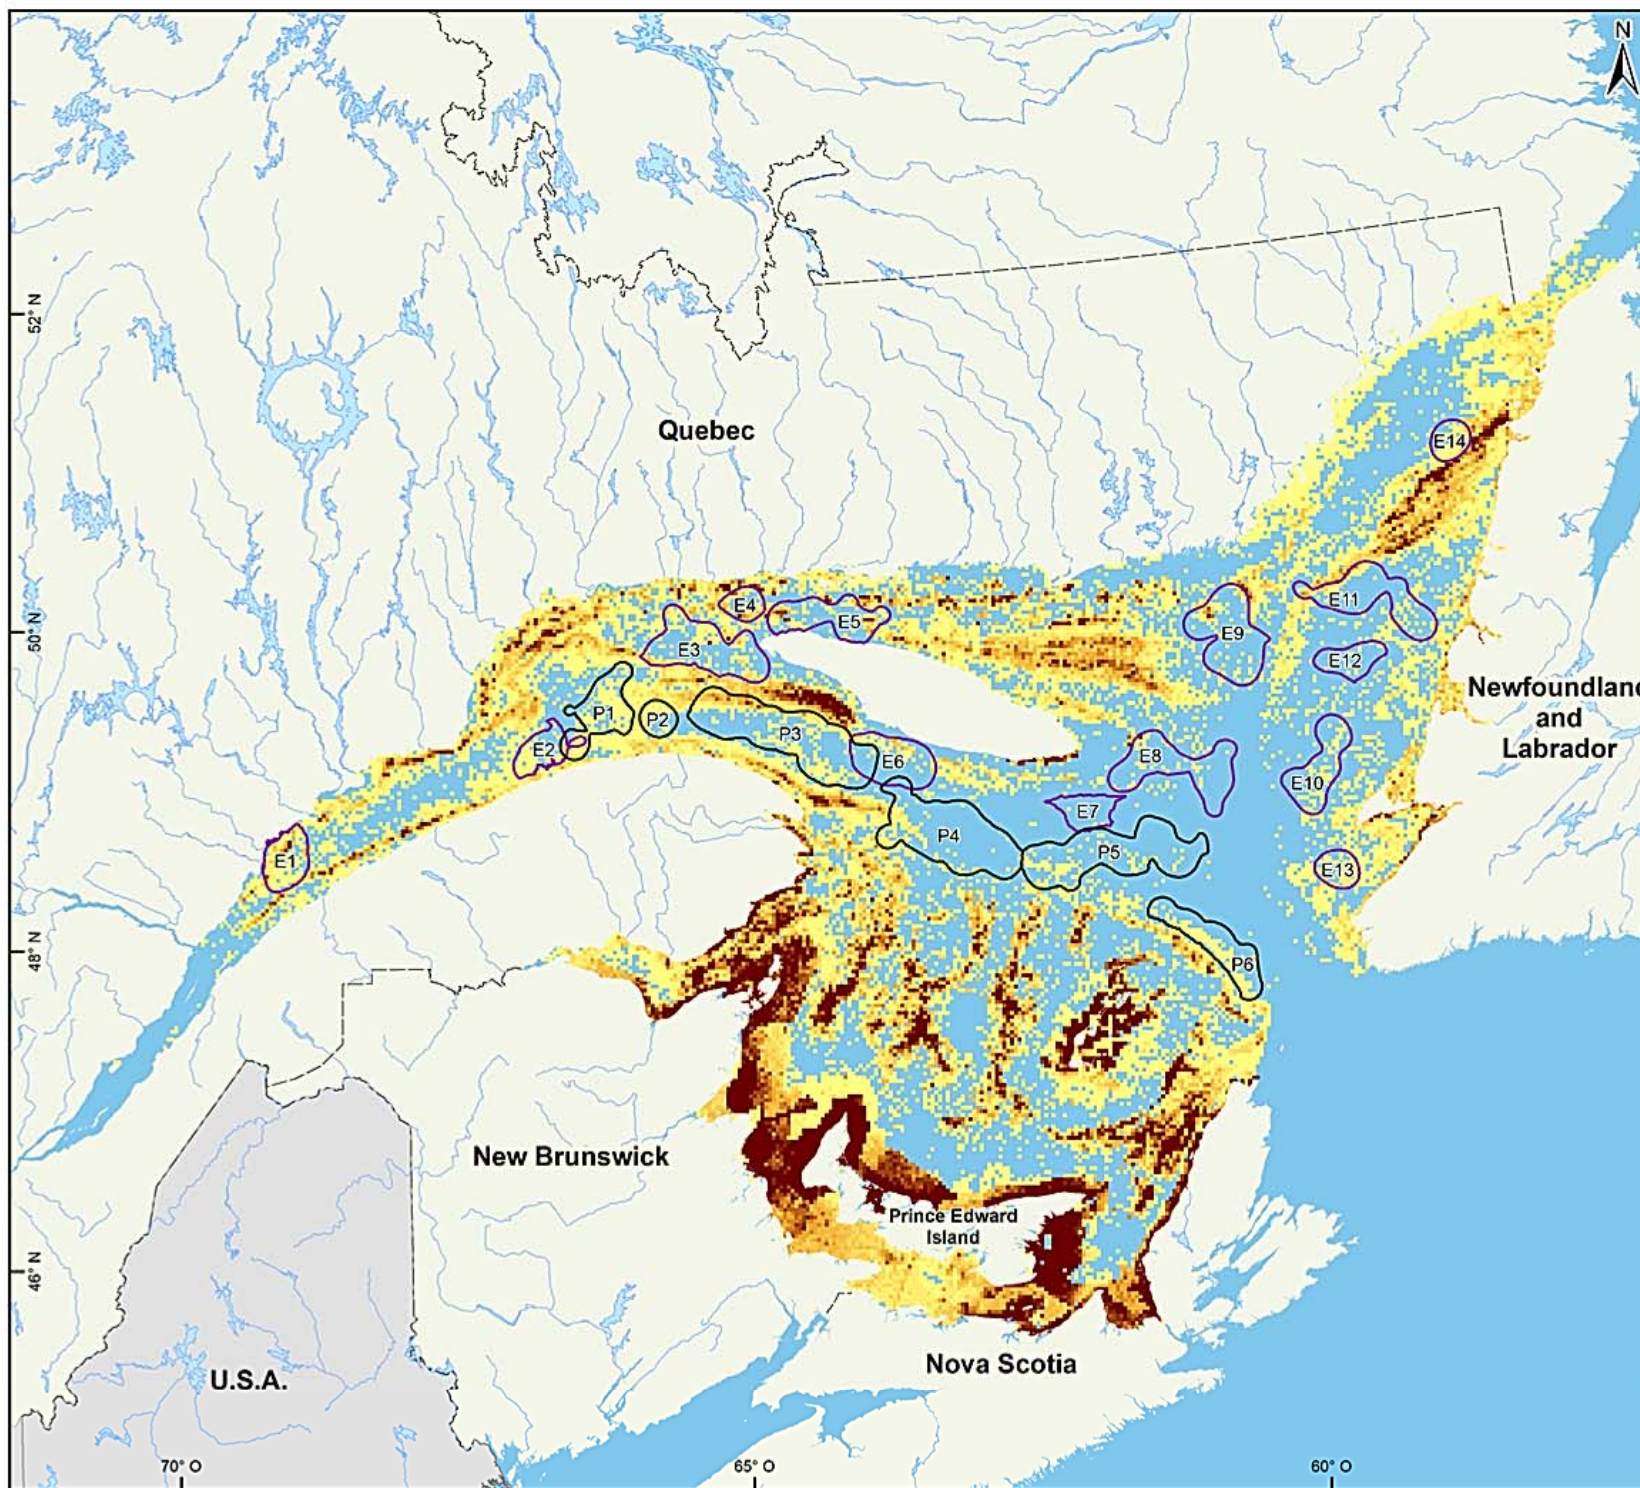 N
52° N
Quebec
E14
50° N
E4
E5
E11
E3
E9
E12
Newfoundland
and
Labrador
P1
P2
P3
E2
E6
E8
E10
E7
P4
P5
E1
E13
48° N
P6
New Brunswick
Prince Edward
Island
46° N
Nova Scotia
U.S.A.
70° O
65° O
60° O